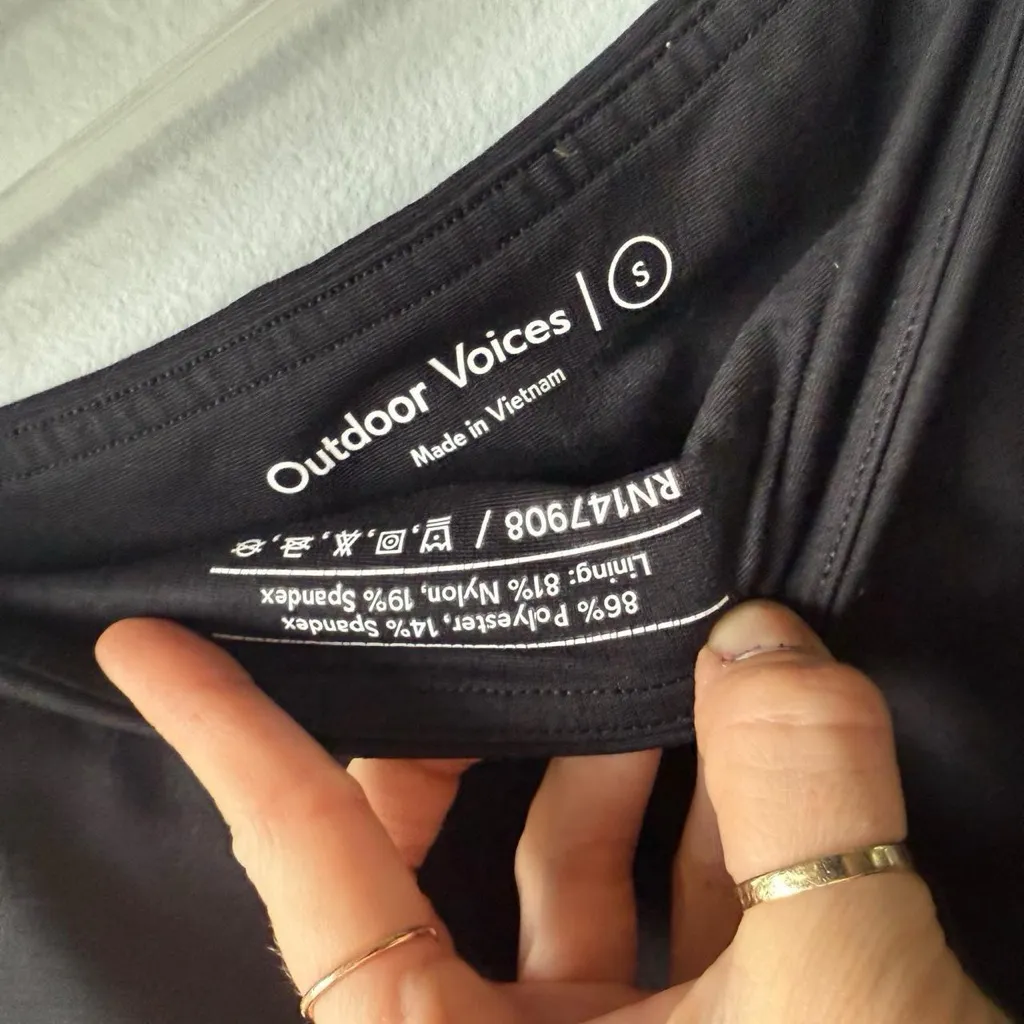 Outdoor Voices | S
Made in Vietnam
86% Polyester, 14% Spandex
Lining: 81% Nylon, 19% Spandex
RN147908 /